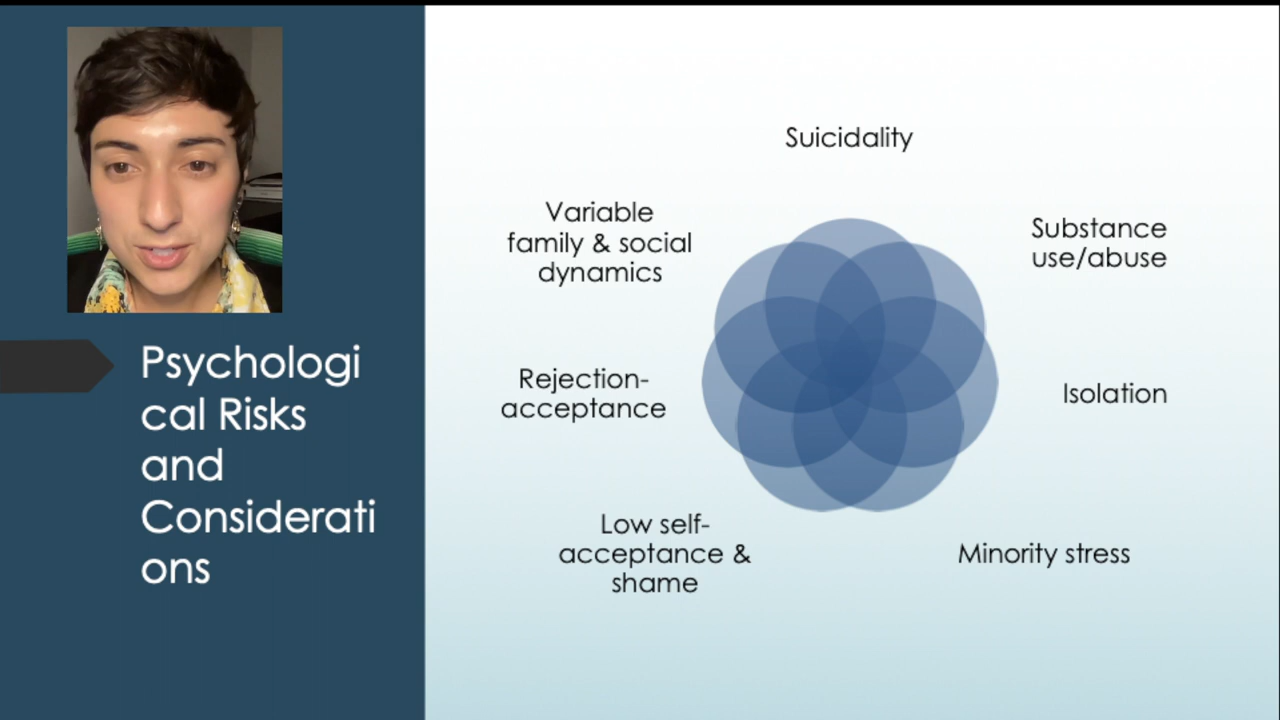 Psychologi
cal Risks
and
Considerati
ons
Suicidality
Substance
use/abuse
Isolation
Minority stress
Low self-
acceptance &
shame
Rejection-
acceptance
Variable
family & social
dynamics